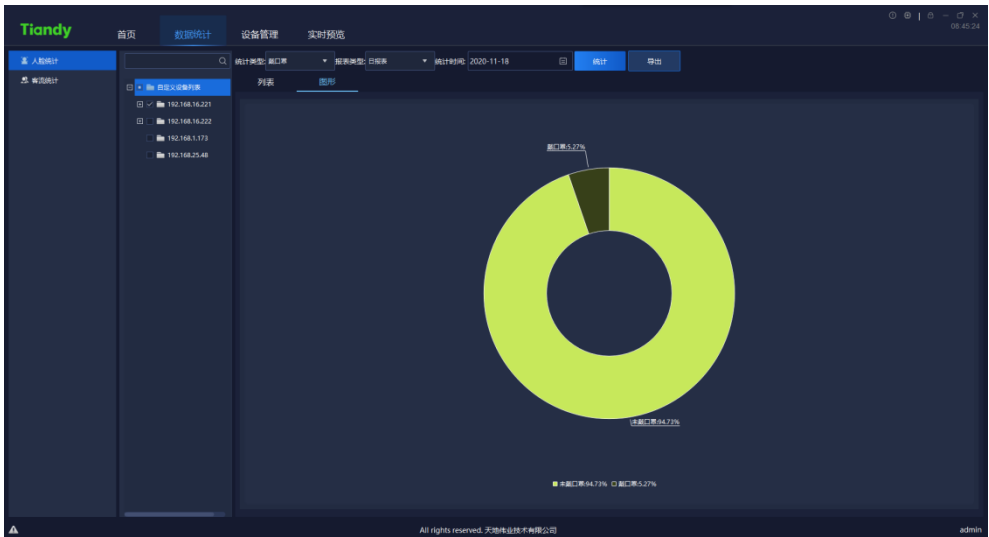 Tiandy
首页 数据统计 设备管理 实时预览
08:45:24
人脸统计
客流统计
统计类型: 戴口罩 报表类型: 日报表 统计时间: 2020-11-18 统计 导出
列表 图形
自定义设备列表
192.168.16.221
192.168.16.222
192.168.1.173
192.168.25.48
戴口罩:5.27%
未戴口罩:94.73%
未戴口罩:94.73% 戴口罩:5.27%
All rights reserved. 天地伟业技术有限公司
admin